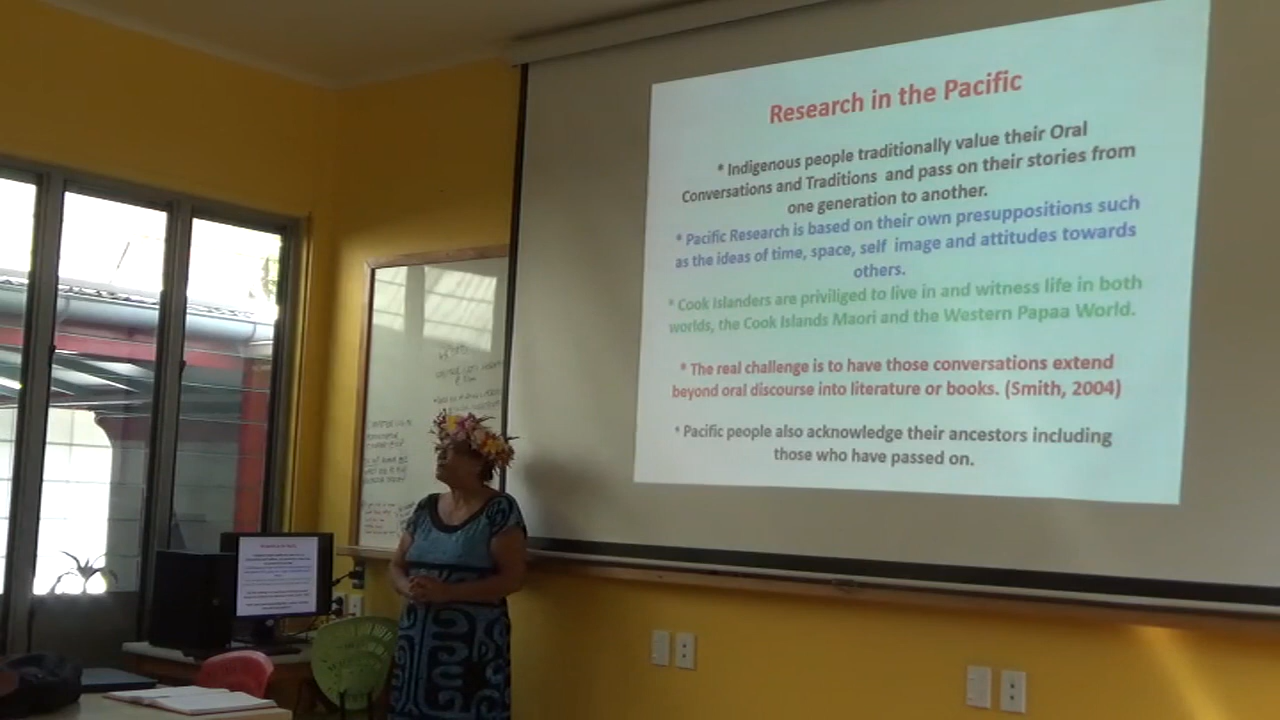 Research in the Pacific
* Indigenous people traditionally value their Oral
Conversations and Traditions and pass on their stories from
one generation to another.
* Pacific Research is based on their own presuppositions such
as the ideas of time, space, self image and attitudes towards
others.
* Cook Islanders are priviliged to live in and witness life in both
worlds, the Cook Islands Maori and the Western Papaa World.
* The real challenge is to have those conversations extend
beyond oral discourse into literature or books. (Smith, 2004)
* Pacific people also acknowledge their ancestors including
those who have passed on.